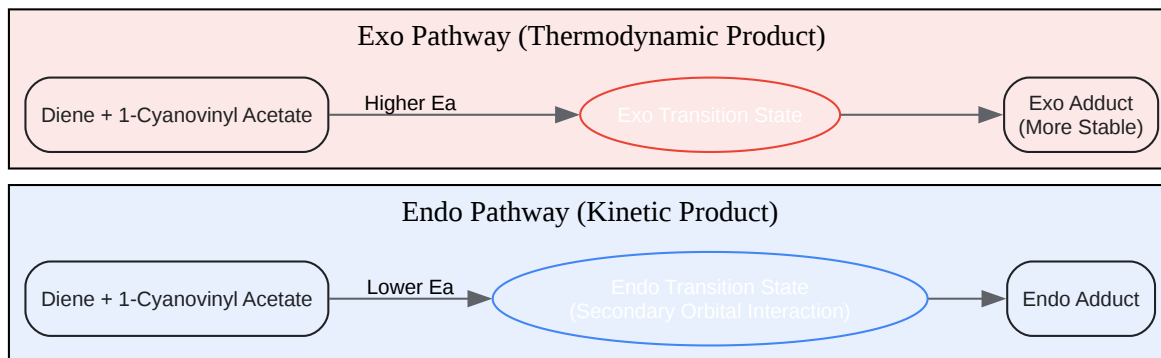 Exo Pathway (Thermodynamic Product)
Diene + 1-Cyanovinyl Acetate
Higher Ea
Exo Transition State
Exo Adduct
(More Stable)
Endo Pathway (Kinetic Product)
Diene + 1-Cyanovinyl Acetate
Lower Ea
Endo Transition State
(Secondary Orbital Interaction)
Endo Adduct